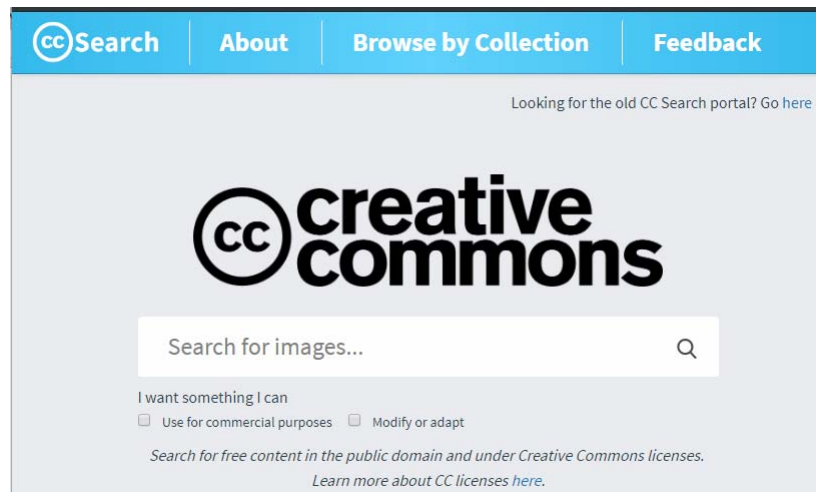 cc Search About Browse by Collection Feedback
Looking for the old CC Search portal? Go here
cc creative
commons
Search for images...
I want something I can
Use for commercial purposes Modify or adapt
Search for free content in the public domain and under Creative Commons licenses.
Learn more about CC licenses here.